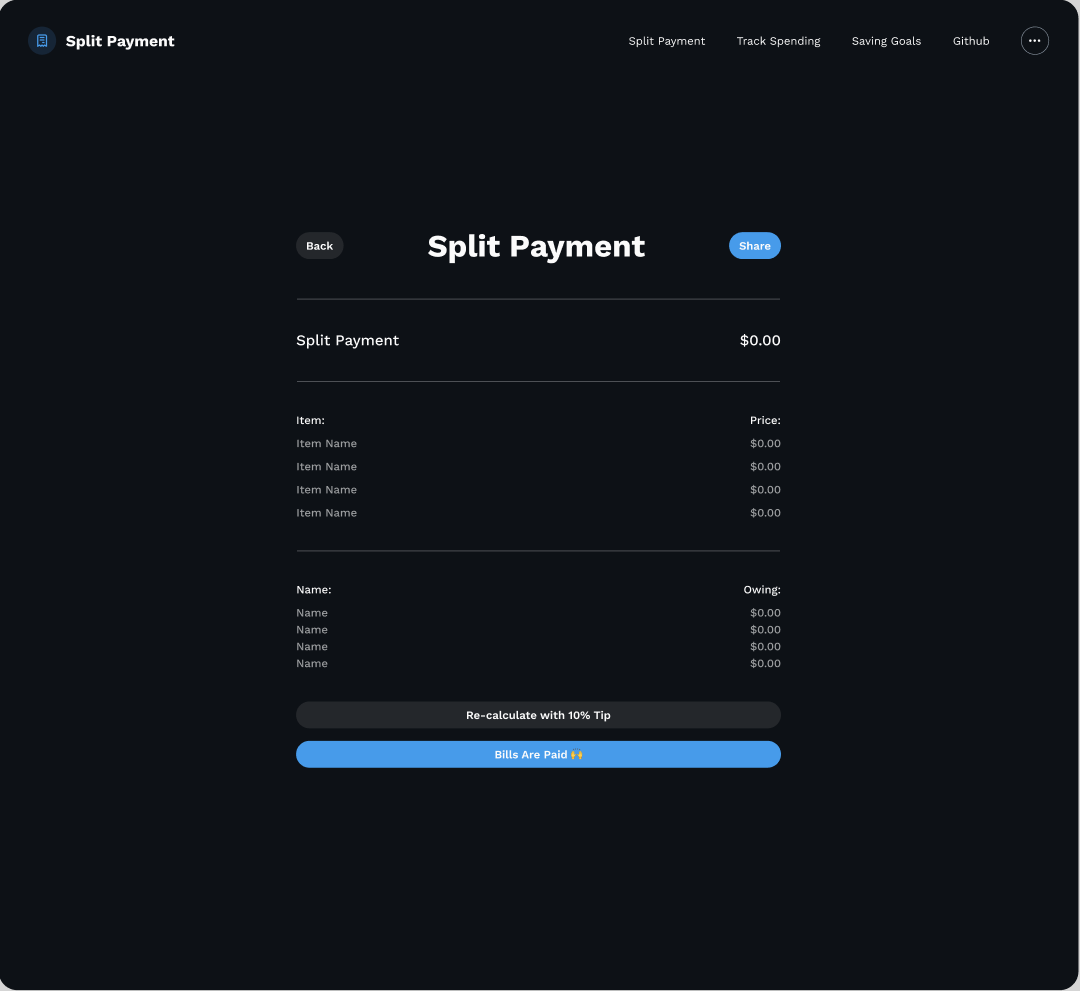 Split Payment
Split Payment Track Spending Saving Goals Github
Back Split Payment Share
Split Payment $0.00
Item: Price:
Item Name $0.00
Item Name $0.00
Item Name $0.00
Item Name $0.00
Name: Owing:
Name $0.00
Name $0.00
Name $0.00
Name $0.00
Re-calculate with 10% Tip
Bills Are Paid 🙌